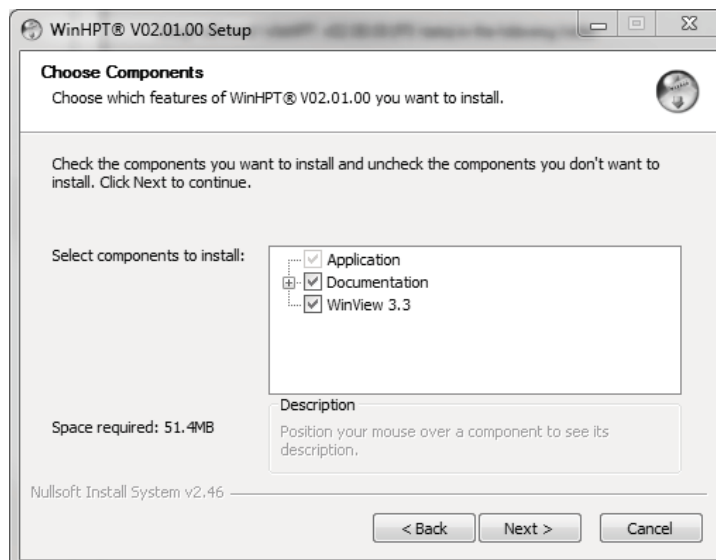 WinHPT® V02.01.00 Setup
Choose Components
Choose which features of WinHPT® V02.01.00 you want to install.
Check the components you want to install and uncheck the components you don't want to
install. Click Next to continue.
Select components to install:
Application
Documentation
WinView 3.3
Space required: 51.4MB
Description
Position your mouse over a component to see its
description.
Nullsoft Install System v2.46
< Back
Next >
Cancel